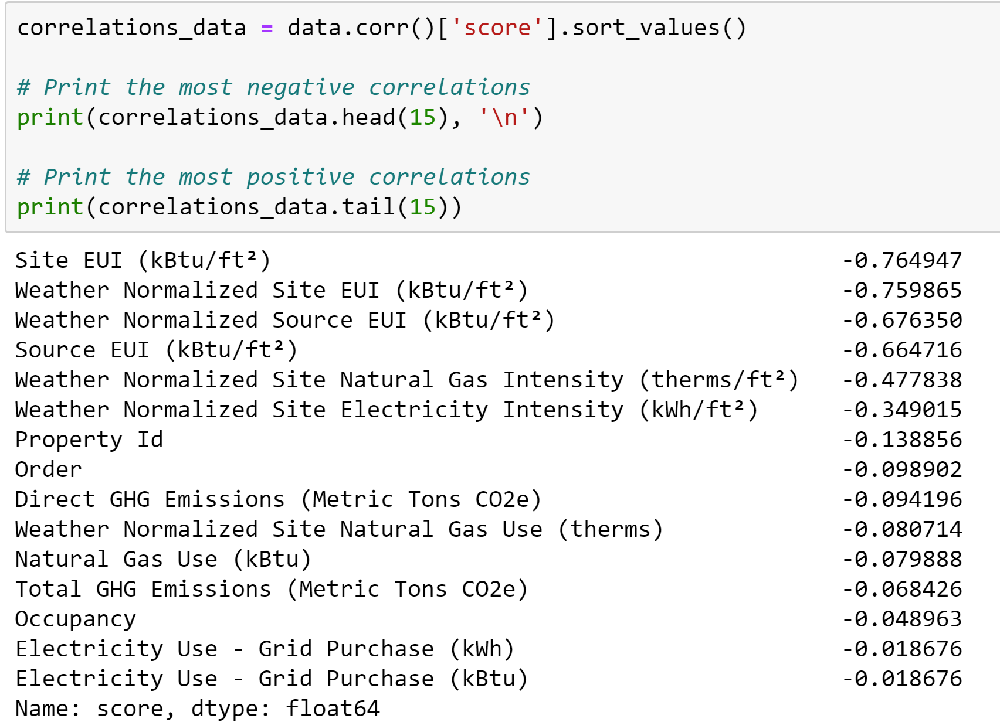 correlations_data = data.corr()['score'].sort_values()
# Print the most negative correlations
print(correlations_data.head(15), '\n')
# Print the most positive correlations
print(correlations_data.tail(15))
Site EUI (kBtu/ft²) -0.764947
Weather Normalized Site EUI (kBtu/ft²) -0.759865
Weather Normalized Source EUI (kBtu/ft²) -0.676350
Source EUI (kBtu/ft²) -0.664716
Weather Normalized Site Natural Gas Intensity (therms/ft²) -0.477838
Weather Normalized Site Electricity Intensity (kWh/ft²) -0.349015
Property Id -0.138856
Order -0.098902
Direct GHG Emissions (Metric Tons CO2e) -0.094196
Weather Normalized Site Natural Gas Use (therms) -0.080714
Natural Gas Use (kBtu) -0.079888
Total GHG Emissions (Metric Tons CO2e) -0.068426
Occupancy -0.048963
Electricity Use - Grid Purchase (kWh) -0.018676
Electricity Use - Grid Purchase (kBtu) -0.018676
Name: score, dtype: float64